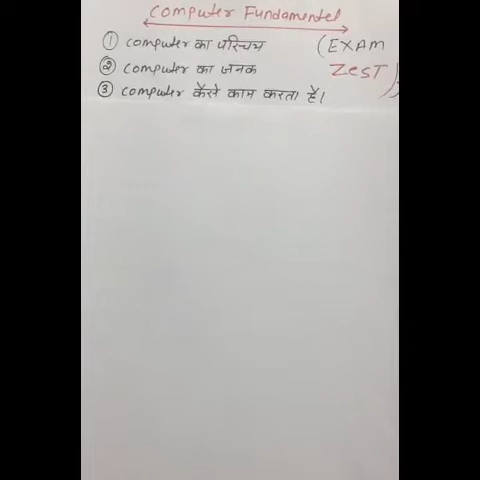 Computer Fundamentel
① Computer का परिचय (EXAM
② Computer का जनक ZEST)
③ Computer कैसे काम करता है।